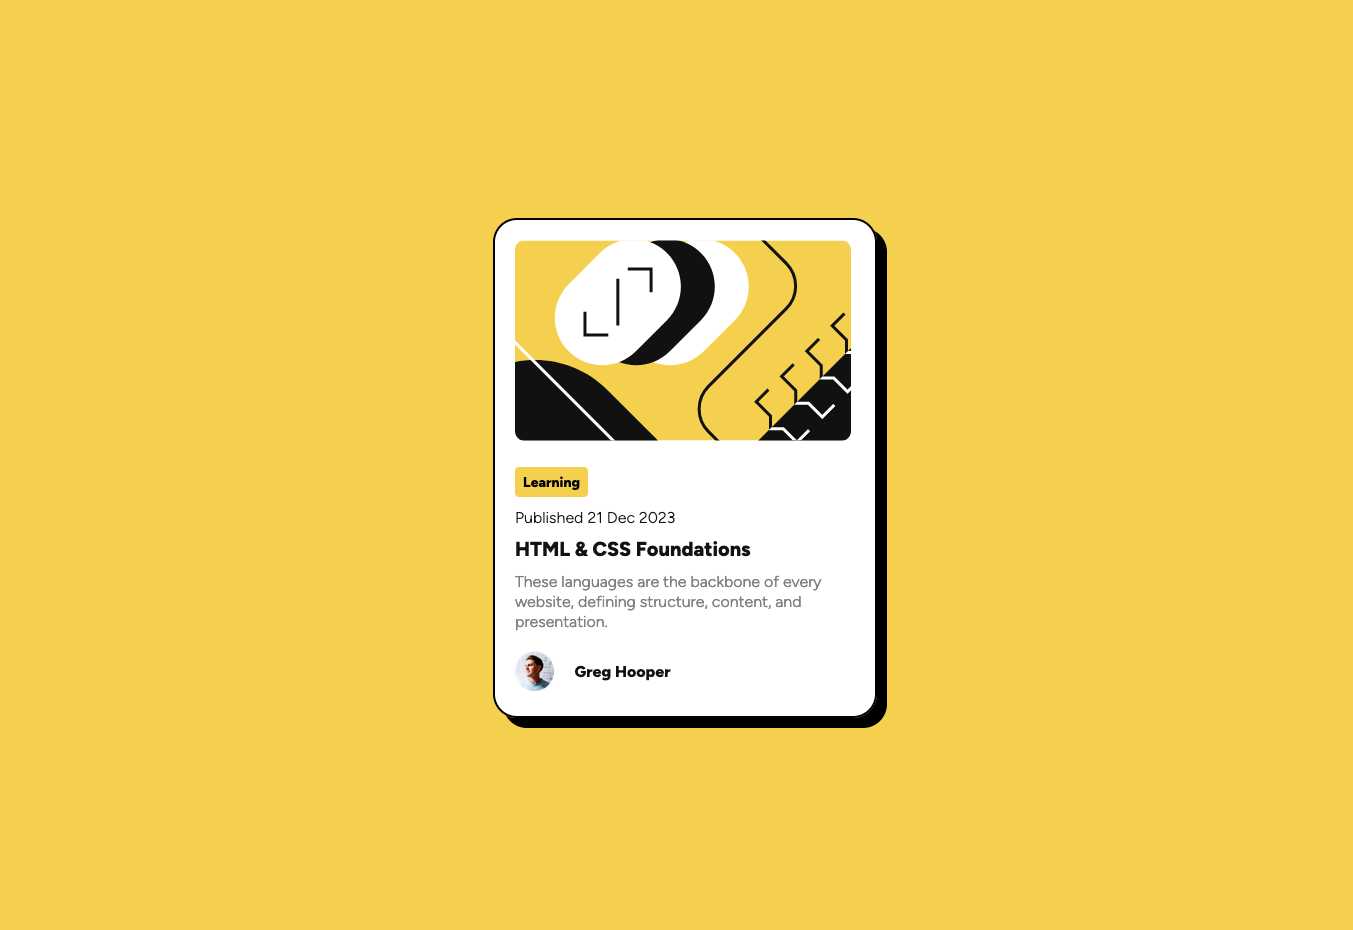 Learning
Published 21 Dec 2023
HTML & CSS Foundations
These languages are the backbone of every
website, defining structure, content, and
presentation.
Greg Hooper